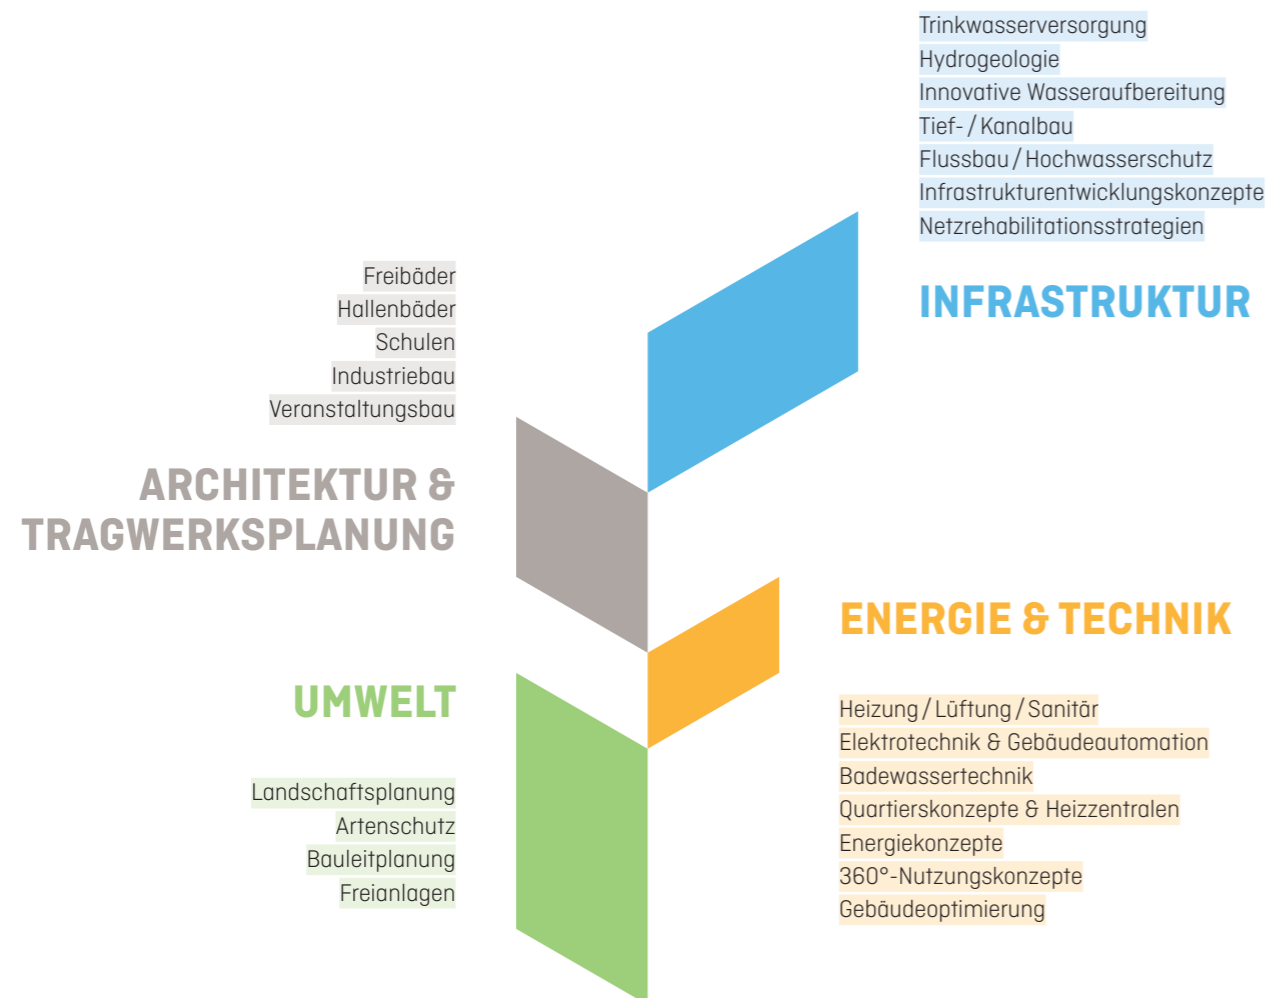 Trinkwasserversorgung
Hydrogeologie
Innovative Wasseraufbereitung
Tief- / Kanalbau
Flussbau / Hochwasserschutz
Infrastrukturentwicklungskonzepte
Netzrehabilitationsstrategien
INFRASTRUKTUR
Freibäder
Hallenbäder
Schulen
Industriebau
Veranstaltungsbau
ARCHITEKTUR &
TRAGWERKSPLANUNG
ENERGIE & TECHNIK
Heizung / Lüftung / Sanitär
Elektrotechnik & Gebäudeautomation
Badewassertechnik
Quartierskonzepte & Heizzentralen
Energiekonzepte
360°-Nutzungskonzepte
Gebäudeoptimierung
UMWELT
Landschaftsplanung
Artenschutz
Bauleitplanung
Freianlagen